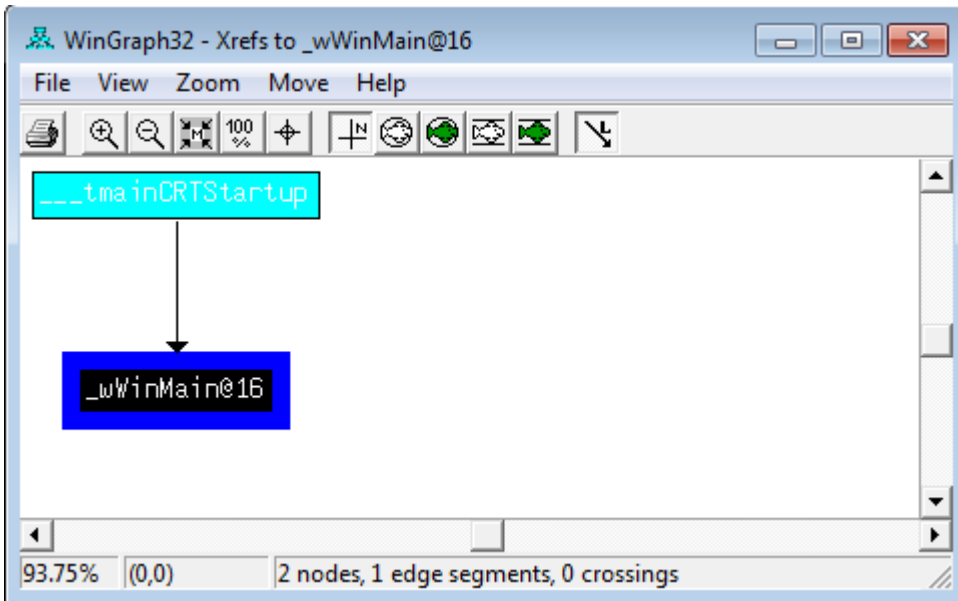 WinGraph32 - Xrefs to _wWinMain@16
File View Zoom Move Help
M 100 % N
___tmainCRTStartup
_wWinMain@16
93.75% (0,0) 2 nodes, 1 edge segments, 0 crossings